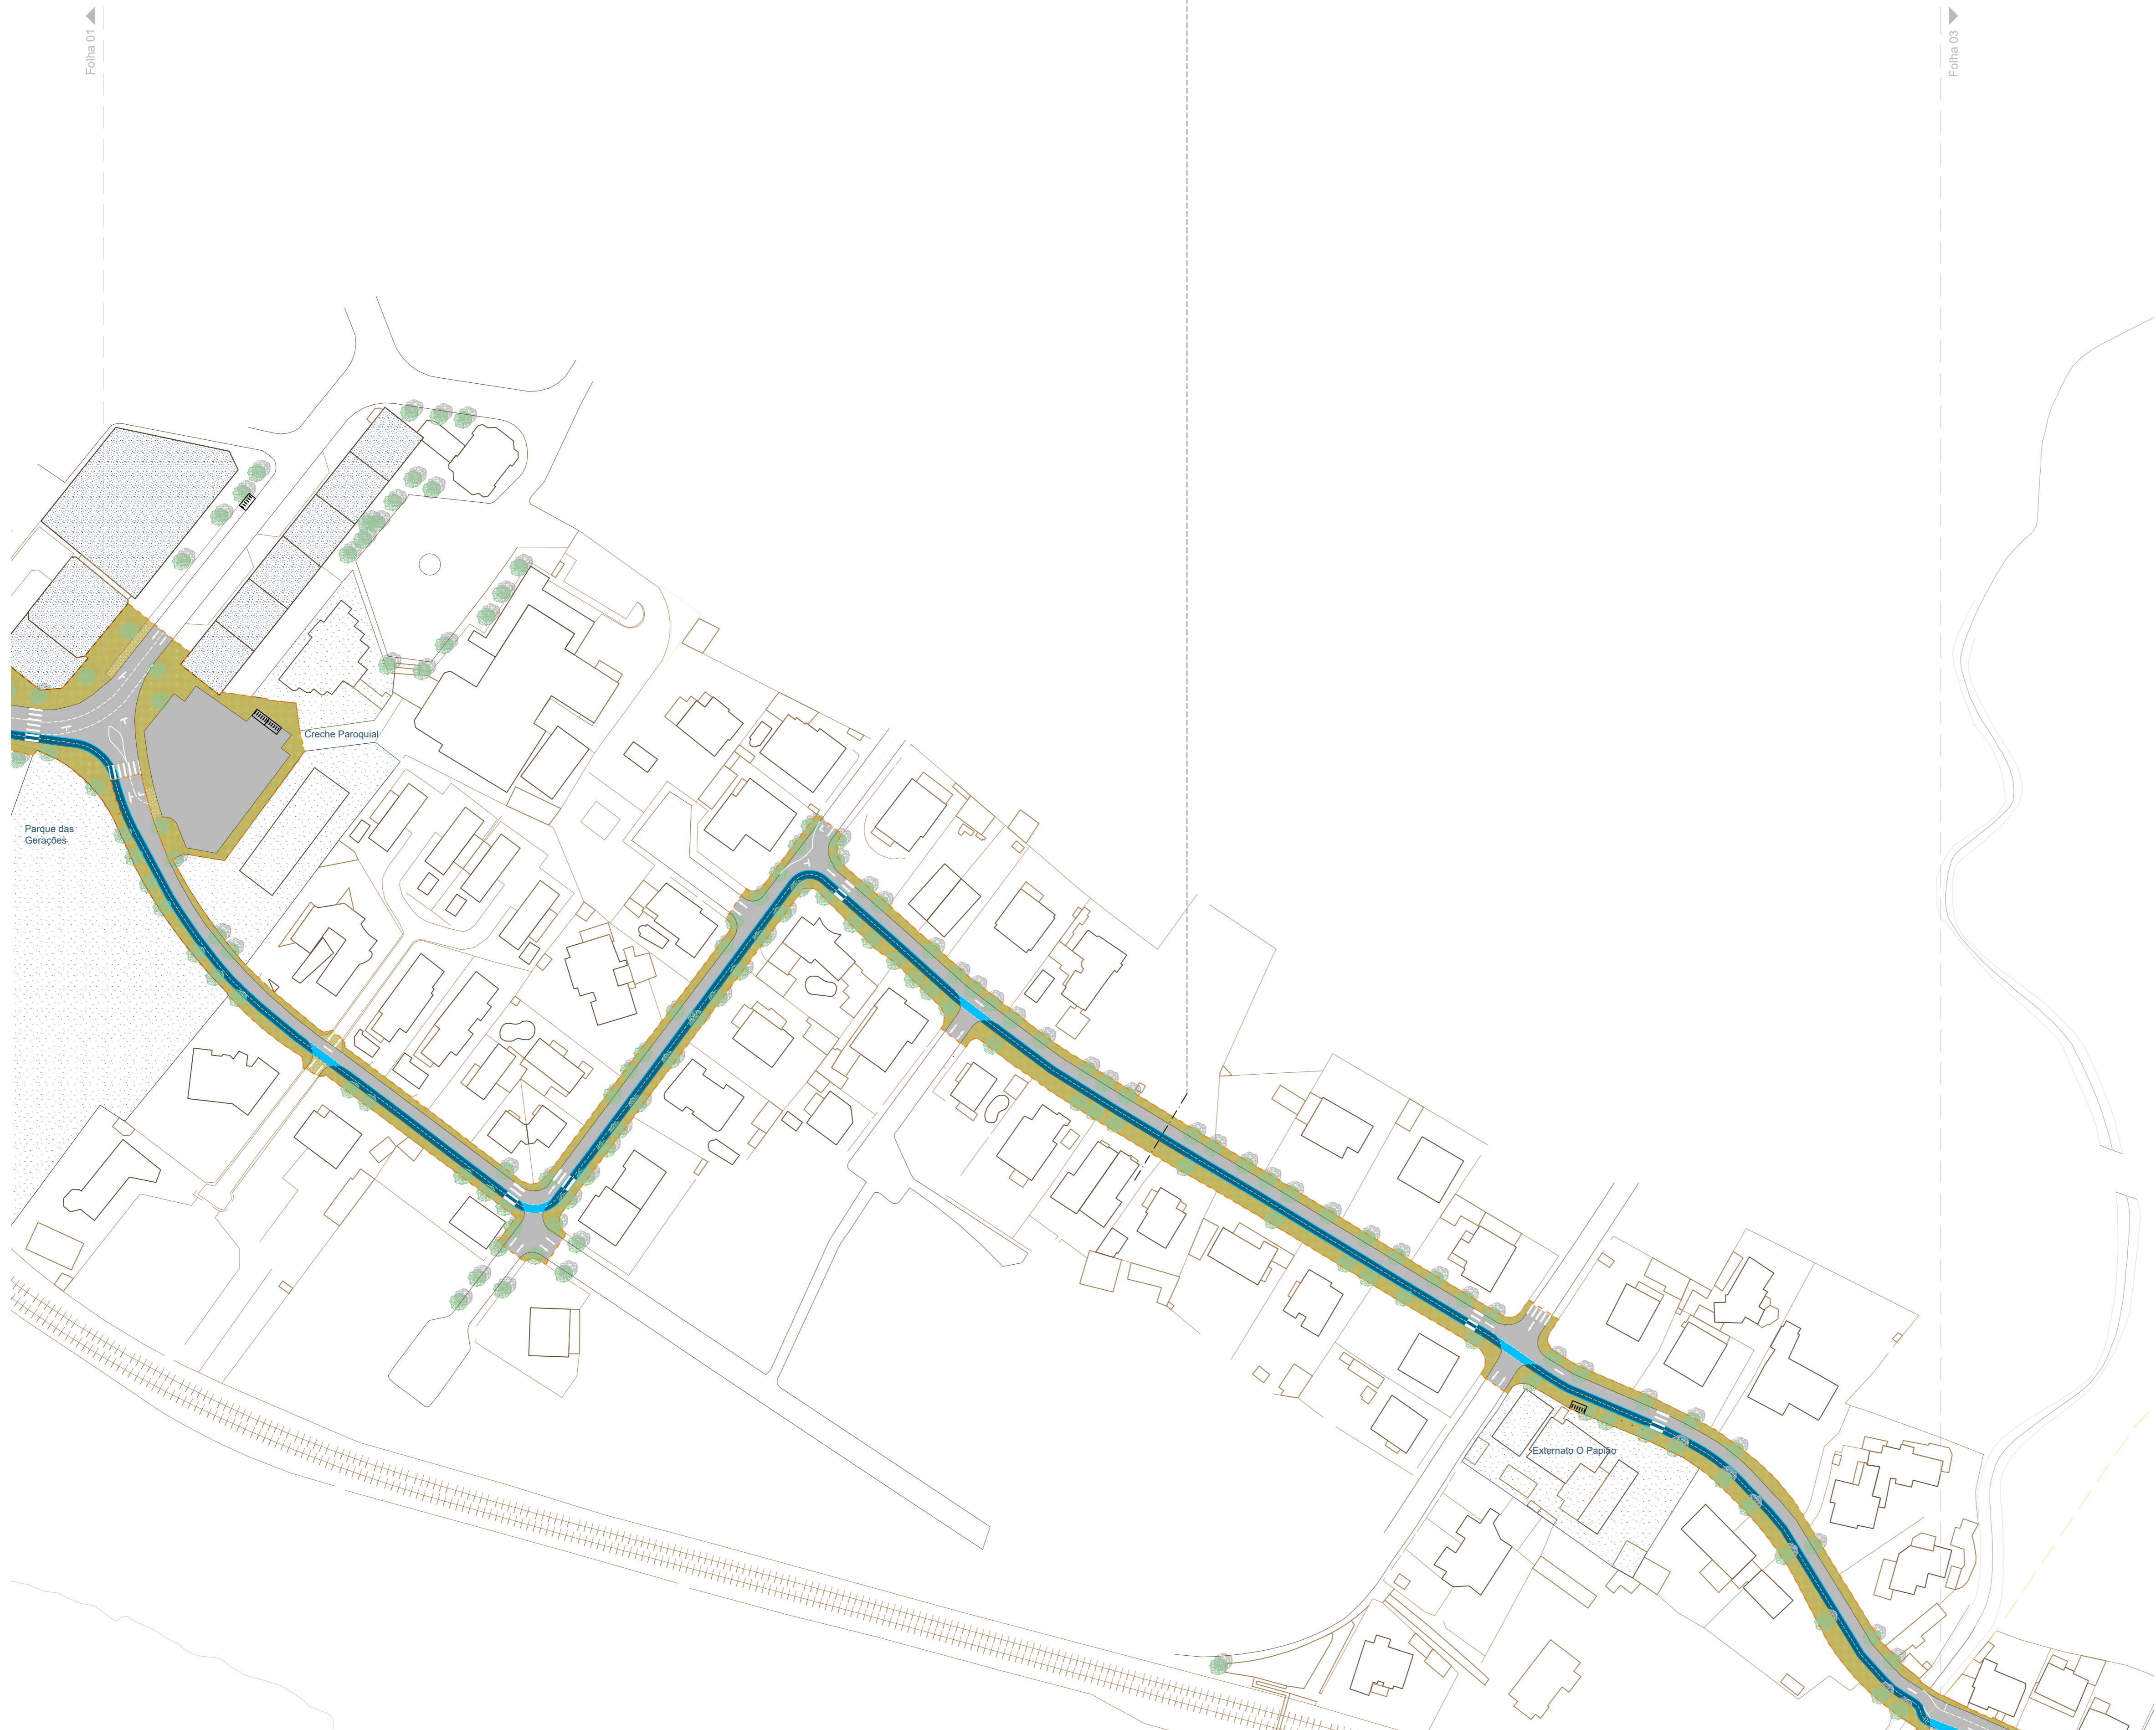 Folha 01
Folha 03
Creche Paroquial
Parque das
Gerações
Externato O Papião